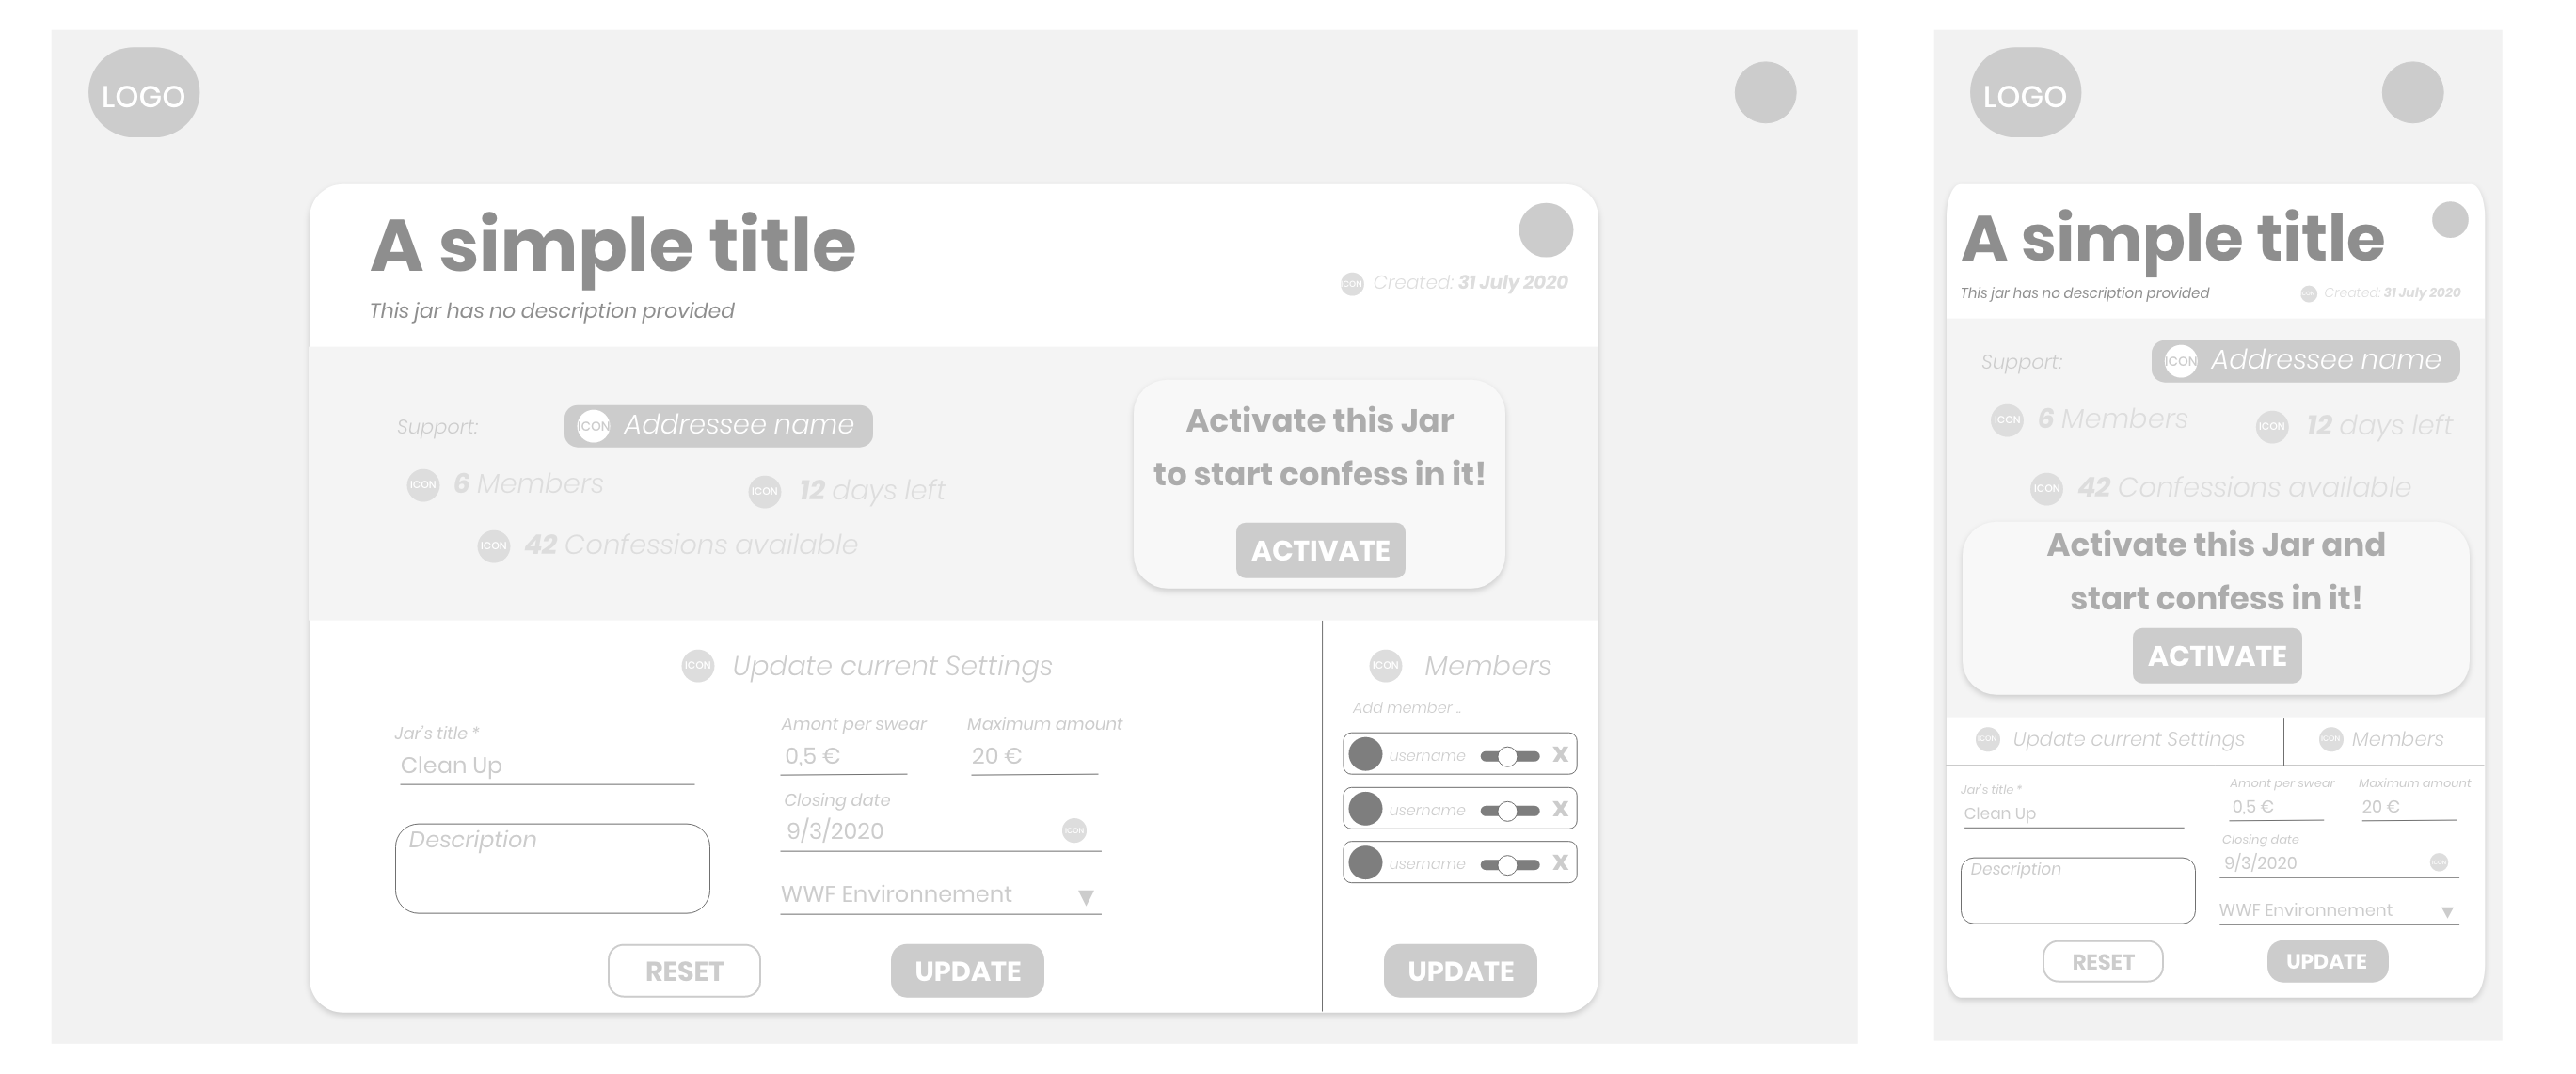 LOGO
A simple title
This jar has no description provided
ICON Created: 31 July 2020
Support:
ICON Addressee name
ICON 6 Members
ICON 12 days left
ICON 42 Confessions available
Activate this Jar
to start confess in it!
ACTIVATE
ICON Update current Settings
Jar's title *
Clean Up
Description
Amont per swear
0,5 €
Maximum amount
20 €
Closing date
9/3/2020 ICON
WWF Environnement ▼
RESET
UPDATE
ICON Members
Add member ...
username X
username X
username X
UPDATE
LOGO
A simple title
This jar has no description provided
ICON Created: 31 July 2020
Support:
ICON Addressee name
ICON 6 Members
ICON 12 days left
ICON 42 Confessions available
Activate this Jar and
start confess in it!
ACTIVATE
ICON Update current Settings
ICON Members
Jar's title *
Clean Up
Description
Amont per swear
0,5 €
Maximum amount
20 €
Closing date
9/3/2020 ICON
WWF Environnement ▼
RESET
UPDATE